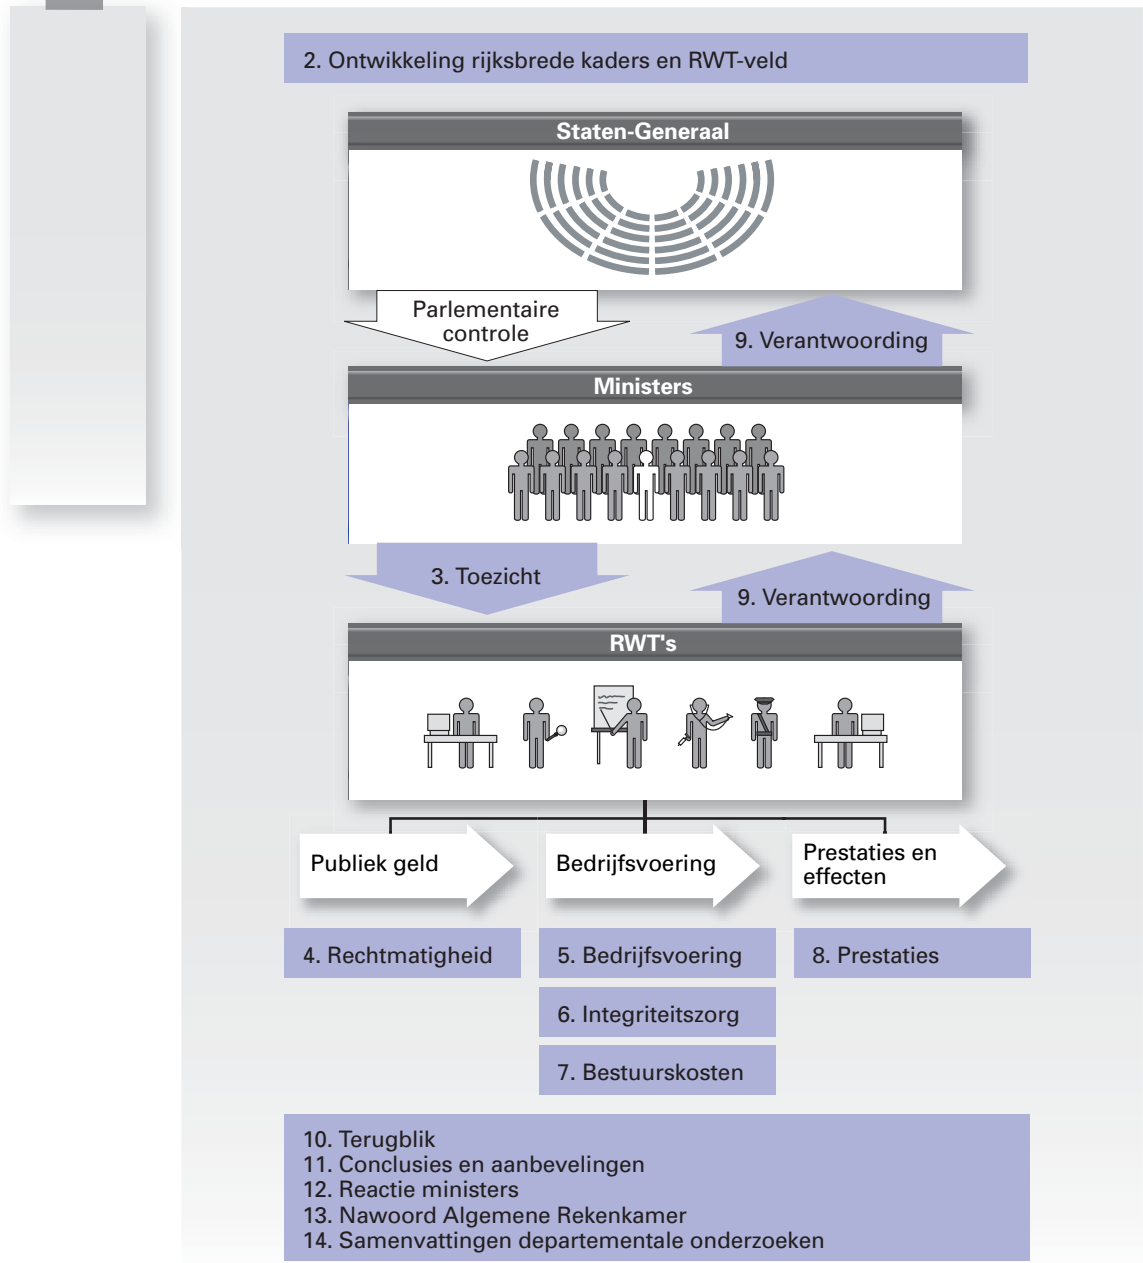 2. Ontwikkeling rijksbrede kaders en RWT-veld
Staten-Generaal
Parlementaire
controle
9. Verantwoording
Ministers
3. Toezicht
9. Verantwoording
RWT's
Publiek geld
Bedrijfsvoering
Prestaties en
effecten
4. Rechtmatigheid
5. Bedrijfsvoering
8. Prestaties
6. Integriteitszorg
7. Bestuurskosten
10. Terugblik
11. Conclusies en aanbevelingen
12. Reactie ministers
13. Nawoord Algemene Rekenkamer
14. Samenvattingen departementale onderzoeken